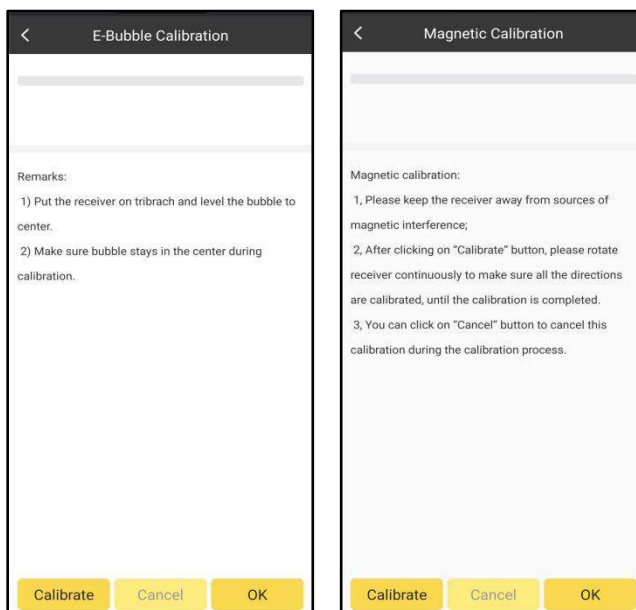 E-Bubble Calibration
Remarks:
1) Put the receiver on tribrach and level the bubble to
center.
2) Make sure bubble stays in the center during
calibration.
Calibrate
Cancel
OK
Magnetic Calibration
Magnetic calibration:
1, Please keep the receiver away from sources of
magnetic interference;
2, After clicking on "Calibrate" button, please rotate
receiver continuously to make sure all the directions
are calibrated, until the calibration is completed.
3, You can click on "Cancel" button to cancel this
calibration during the calibration process.
Calibrate
Cancel
OK